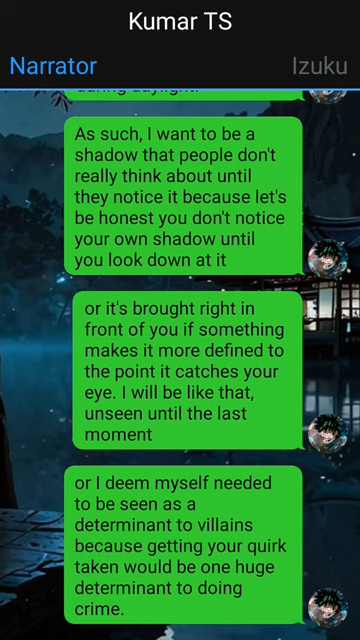 Kumar TS
Narrator
Izuku
during daylight.
As such, I want to be a
shadow that people don't
really think about until
they notice it because let's
be honest you don't notice
your own shadow until
you look down at it
or it's brought right in
front of you if something
makes it more defined to
the point it catches your
eye. I will be like that,
unseen until the last
moment
or I deem myself needed
to be seen as a
determinant to villains
because getting your quirk
taken would be one huge
determinant to doing
crime.